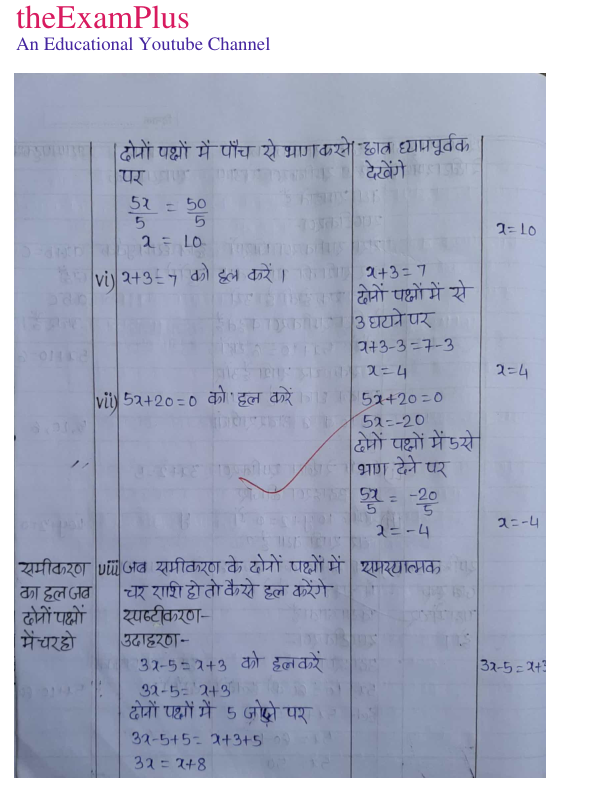 theExamPlus
An Educational Youtube Channel
दोनों पक्षों में पाँच से भाग करने पर
5x/5 = 50/5
x = 10
छात्र ध्यानपूर्वक देखेंगे
x = 10
vi) x+3=7 को हल करें।
x+3=7
दोनों पक्षों में से
3 घटाने पर
x+3-3=7-3
x=4
x=4
vii) 5x+20=0 को हल करें
5x+20=0
5x=-20
दोनों पक्षों में 5 से
भाग देने पर
5x/5 = -20/5
x=-4
x=-4
समीकरण
का हल जब
दोनों पक्षों
में चर हो
viii जब समीकरण के दोनों पक्षों में
चर राशि हो तो कैसे हल करेंगे
स्पष्टीकरण-
उदाहरण-
3x-5=x+3 को हल करें
3x-5=x+3
दोनों पक्षों में 5 जोड़ने पर
3x-5+5= x+3+5
3x = x+8
समस्यात्मक
3x-5=x+3